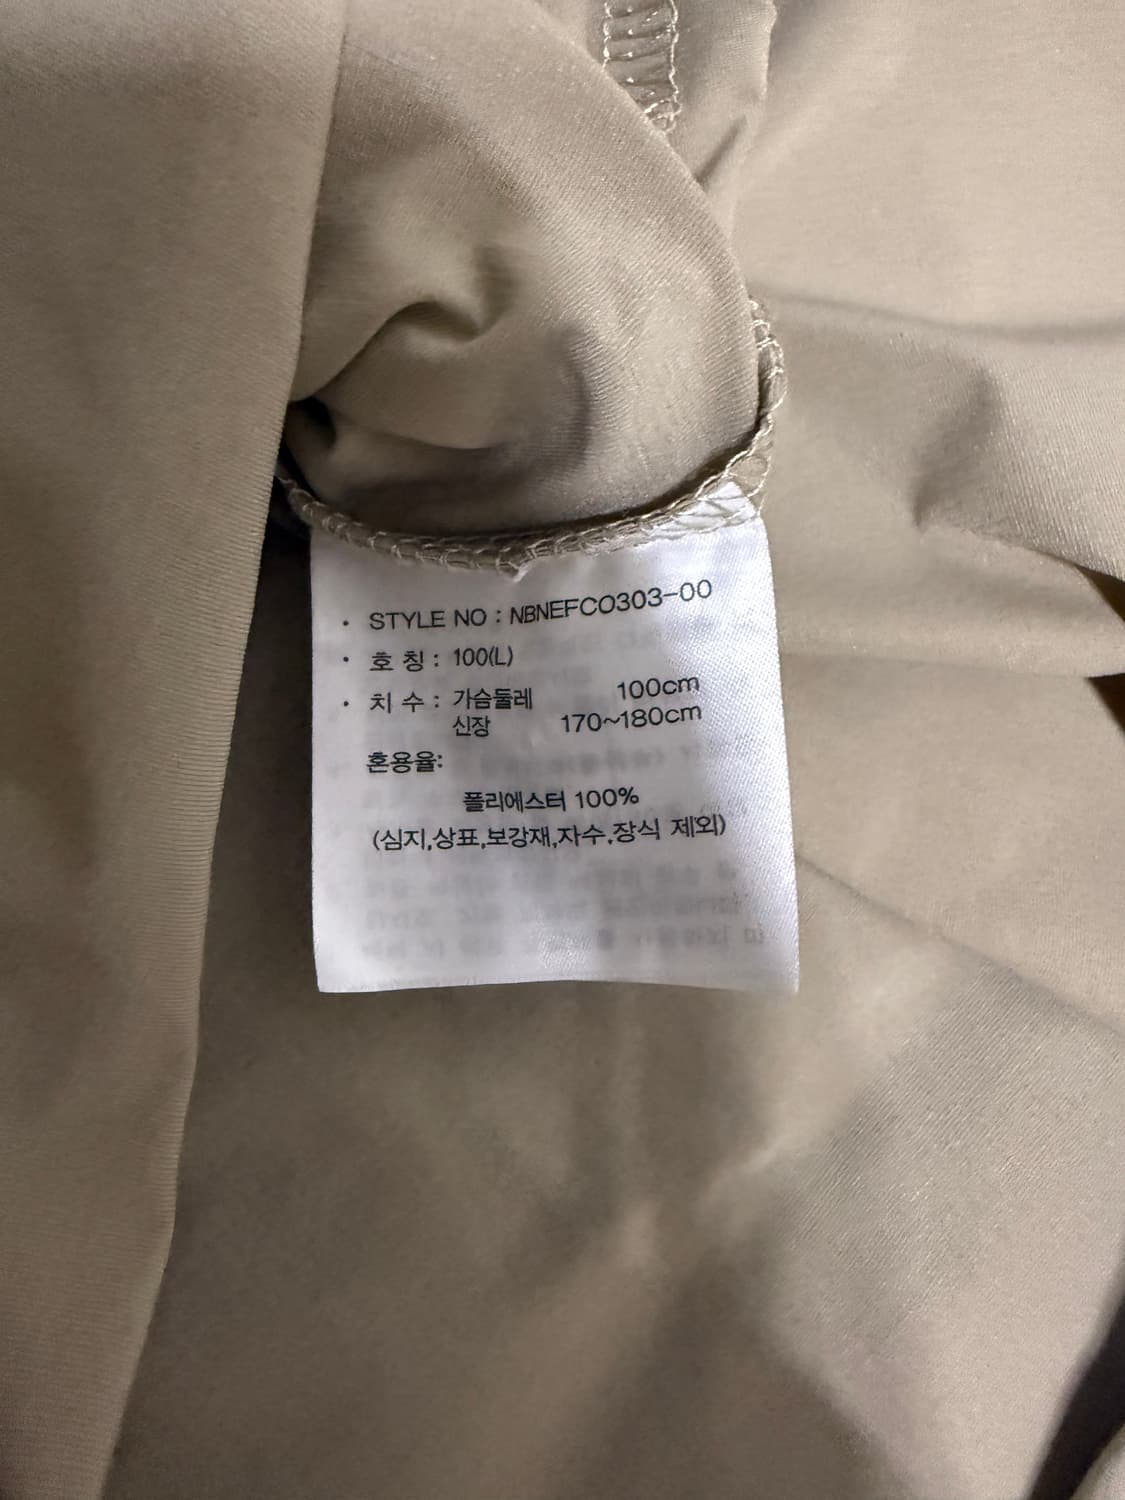 · STYLE NO : NBNEFCO303-00
· 호 칭 : 100(L)
· 치 수 : 가슴둘레 100cm
신장 170~180cm
혼용율:
폴리에스터 100%
(심지,상표,보강재,자수,장식 제외)